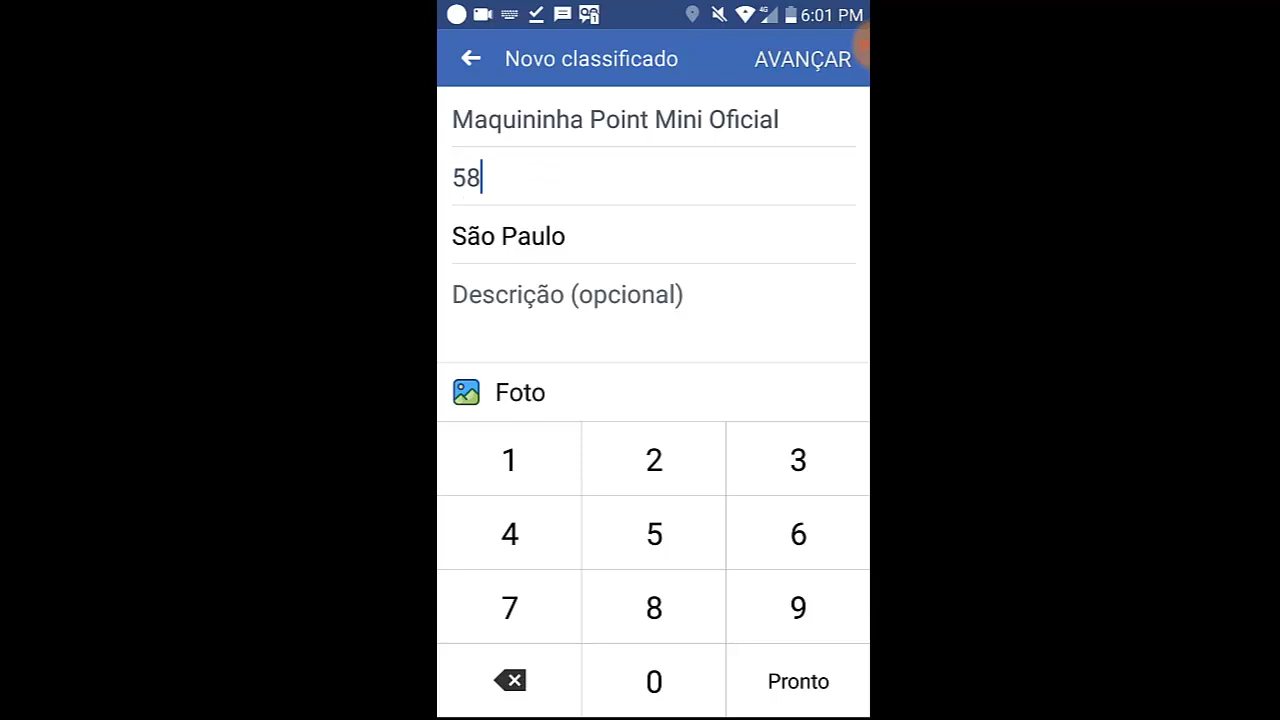 4G 6:01 PM
Novo classificado AVANÇAR
Maquininha Point Mini Oficial
58
São Paulo
Descrição (opcional)
Foto
1 2 3
4 5 6
7 8 9
0 Pronto